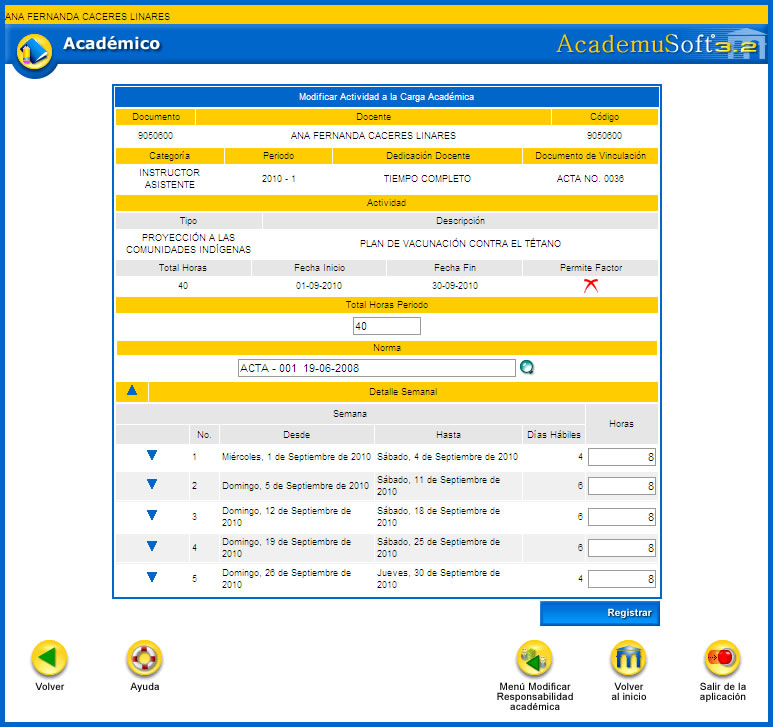 ANA FERNANDA CACERES LINARES
Académico
AcademuSoft 3.2
Modificar Actividad a la Carga Académica
Documento Docente Código
9050600 ANA FERNANDA CACERES LINARES 9050600
Categoría Periodo Dedicación Docente Documento de Vinculación
INSTRUCTOR ASISTENTE 2010 - 1 TIEMPO COMPLETO ACTA NO. 0036
Actividad
Tipo Descripción
PROYECCIÓN A LAS COMUNIDADES INDÍGENAS PLAN DE VACUNACIÓN CONTRA EL TÉTANO
Total Horas Fecha Inicio Fecha Fin Permite Factor
40 01-09-2010 30-09-2010
Total Horas Periodo
40
Norma
ACTA - 001 19-06-2008
Detalle Semanal
Semana Horas
No. Desde Hasta Días Hábiles
1 Miércoles, 1 de Septiembre de 2010 Sábado, 4 de Septiembre de 2010 4 8
2 Domingo, 5 de Septiembre de 2010 Sábado, 11 de Septiembre de 2010 6 8
3 Domingo, 12 de Septiembre de 2010 Sábado, 18 de Septiembre de 2010 6 8
4 Domingo, 19 de Septiembre de 2010 Sábado, 25 de Septiembre de 2010 6 8
5 Domingo, 26 de Septiembre de 2010 Jueves, 30 de Septiembre de 2010 4 8
Registrar
Volver
Ayuda
Menú Modificar
Responsabilidad
académica
Volver
al inicio
Salir de la
aplicación